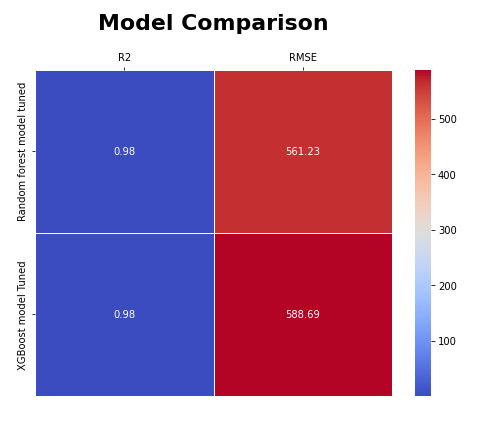 Model Comparison
R2
RMSE
Random forest model tuned
0.98
561.23
XGBoost model Tuned
0.98
588.69
500
400
300
200
100